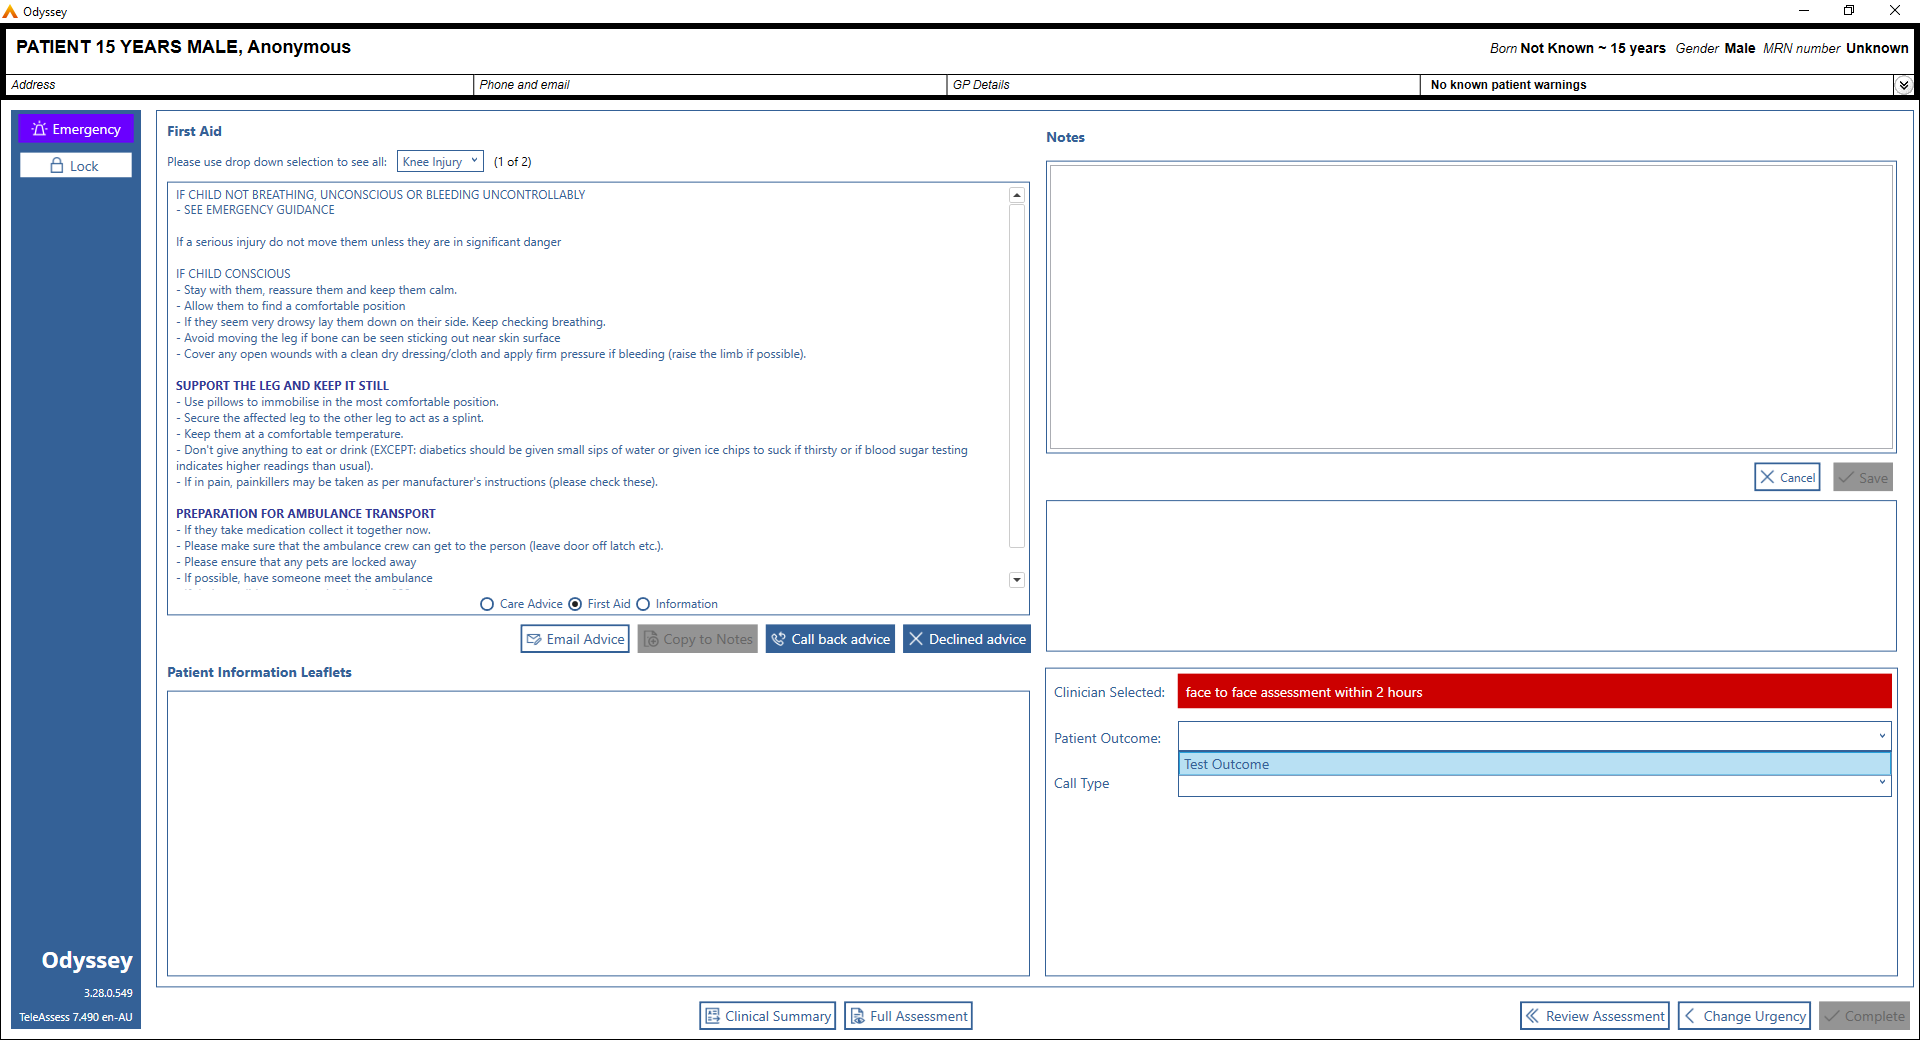 Odyssey
PATIENT 15 YEARS MALE, Anonymous
Born Not Known ~ 15 years Gender Male MRN number Unknown
Address
Phone and email
GP Details
No known patient warnings
Emergency
Lock
First Aid
Please use drop down selection to see all: Knee Injury (1 of 2)
IF CHILD NOT BREATHING, UNCONSCIOUS OR BLEEDING UNCONTROLLABLY
- SEE EMERGENCY GUIDANCE
If a serious injury do not move them unless they are in significant danger
IF CHILD CONSCIOUS
- Stay with them, reassure them and keep them calm.
- Allow them to find a comfortable position
- If they seem very drowsy lay them down on their side. Keep checking breathing.
- Avoid moving the leg if bone can be seen sticking out near skin surface
- Cover any open wounds with a clean dry dressing/cloth and apply firm pressure if bleeding (raise the limb if possible).
SUPPORT THE LEG AND KEEP IT STILL
- Use pillows to immobilise in the most comfortable position.
- Secure the affected leg to the other leg to act as a splint.
- Keep them at a comfortable temperature.
- Don't give anything to eat or drink (EXCEPT: diabetics should be given small sips of water or given ice chips to suck if thirsty or if blood sugar testing
indicates higher readings than usual).
- If in pain, painkillers may be taken as per manufacturer's instructions (please check these).
PREPARATION FOR AMBULANCE TRANSPORT
- If they take medication collect it together now.
- Please make sure that the ambulance crew can get to the person (leave door off latch etc.).
- Please ensure that any pets are locked away
- If possible, have someone meet the ambulance
Care Advice First Aid Information
Email Advice
Copy to Notes
Call back advice
Declined advice
Patient Information Leaflets
Notes
Cancel
Save
Clinician Selected: face to face assessment within 2 hours
Patient Outcome:
Test Outcome
Call Type
Odyssey
3.28.0.549
TeleAssess 7.490 en-AU
Clinical Summary
Full Assessment
Review Assessment
Change Urgency
Complete